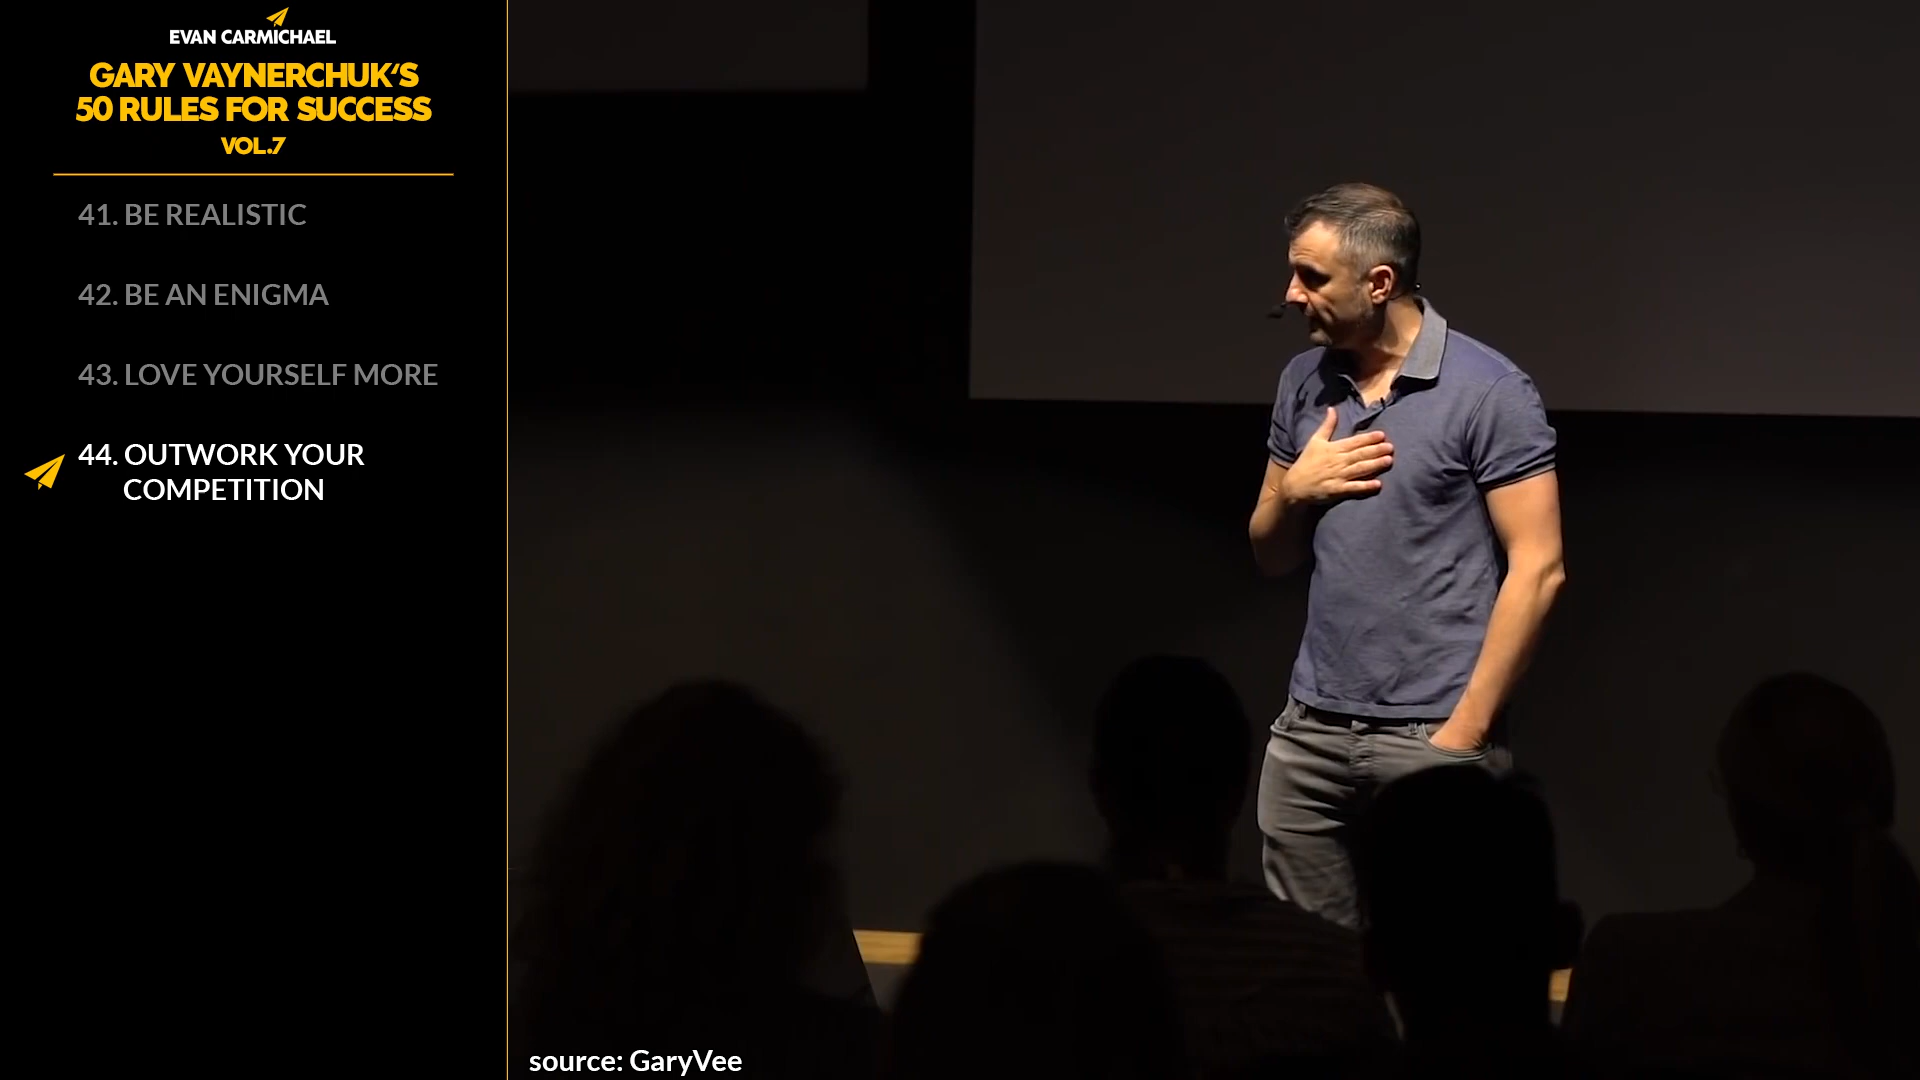 EVAN CARMICHAEL
GARY VAYNERCHUK'S
50 RULES FOR SUCCESS
VOL.7
41. BE REALISTIC
42. BE AN ENIGMA
43. LOVE YOURSELF MORE
44. OUTWORK YOUR
COMPETITION
source: GaryVee